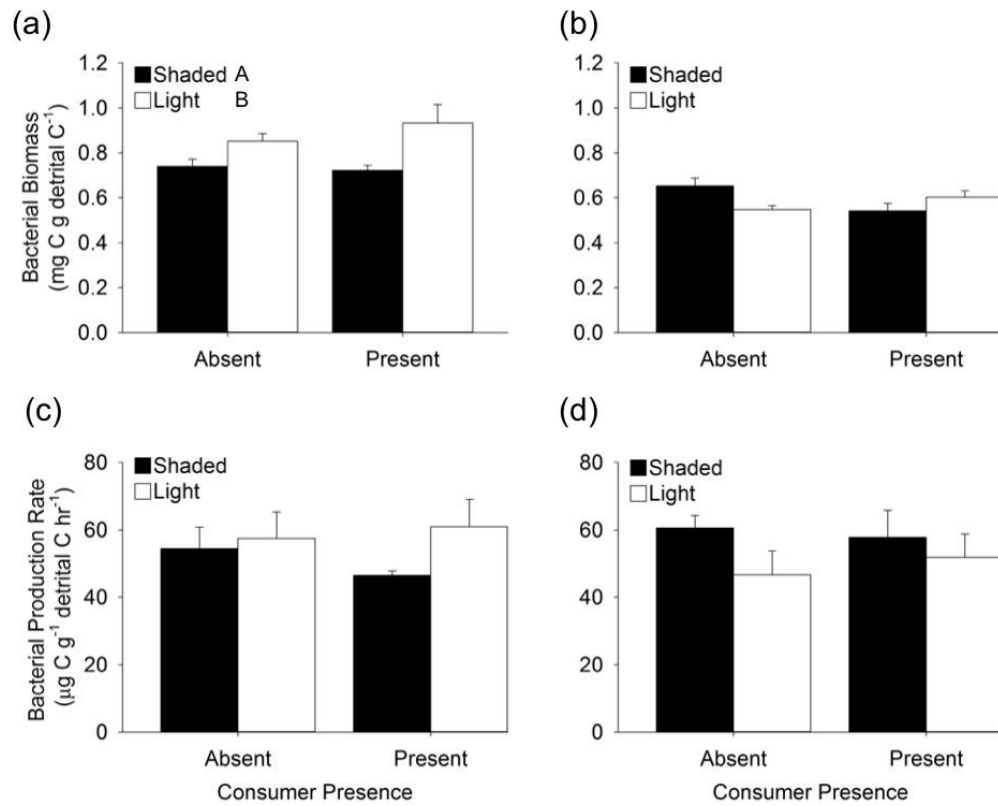 (a)
1.2
1.0
0.8
0.6
0.4
0.2
0.0
Bacterial Biomass
(mg C g detrital C⁻¹)
Shaded A
Light B
Absent Present
(b)
1.2
1.0
0.8
0.6
0.4
0.2
0.0
Shaded
Light
Absent Present
(c)
80
60
40
20
0
Bacterial Production Rate
(µg C g⁻¹ detrital C hr⁻¹)
Shaded
Light
Absent Present
Consumer Presence
(d)
80
60
40
20
0
Shaded
Light
Absent Present
Consumer Presence